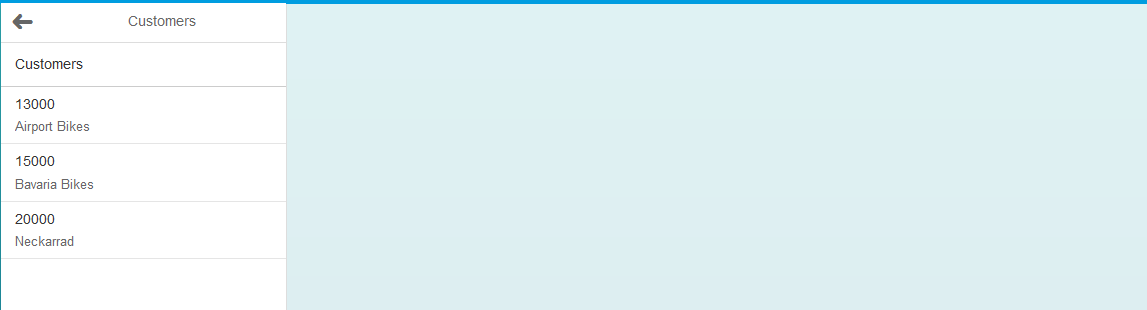 Customers
Customers
13000
Airport Bikes
15000
Bavaria Bikes
20000
Neckarrad